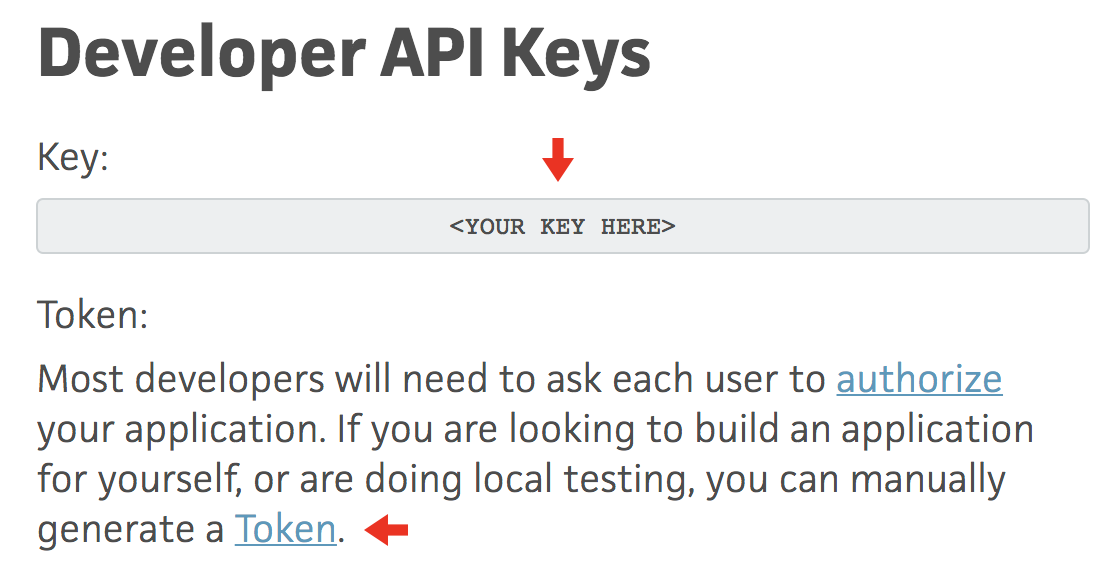 Developer API Keys
Key:
<YOUR KEY HERE>
Token:
Most developers will need to ask each user to authorize
your application. If you are looking to build an application
for yourself, or are doing local testing, you can manually
generate a Token.